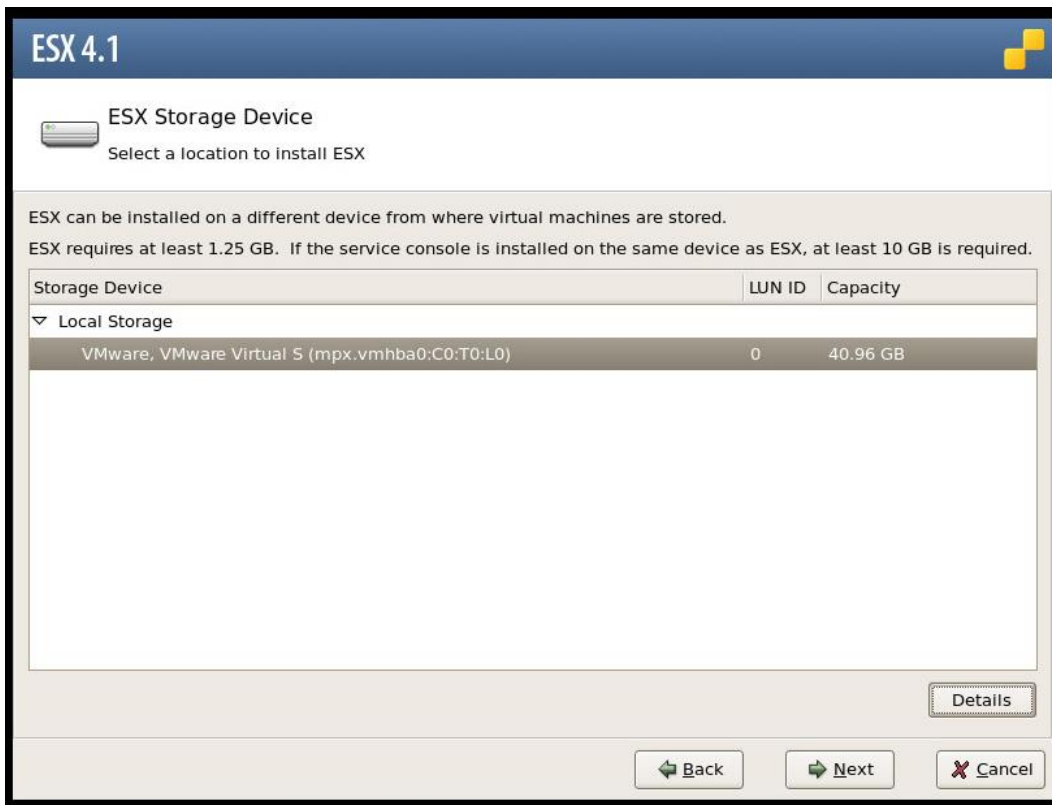 ESX 4.1
ESX Storage Device
Select a location to install ESX
ESX can be installed on a different device from where virtual machines are stored.
ESX requires at least 1.25 GB.  If the service console is installed on the same device as ESX, at least 10 GB is required.
Storage Device LUN ID Capacity
Local Storage
VMware, VMware Virtual S (mpx.vmhba0:C0:T0:L0) 0 40.96 GB
Details
Back Next Cancel